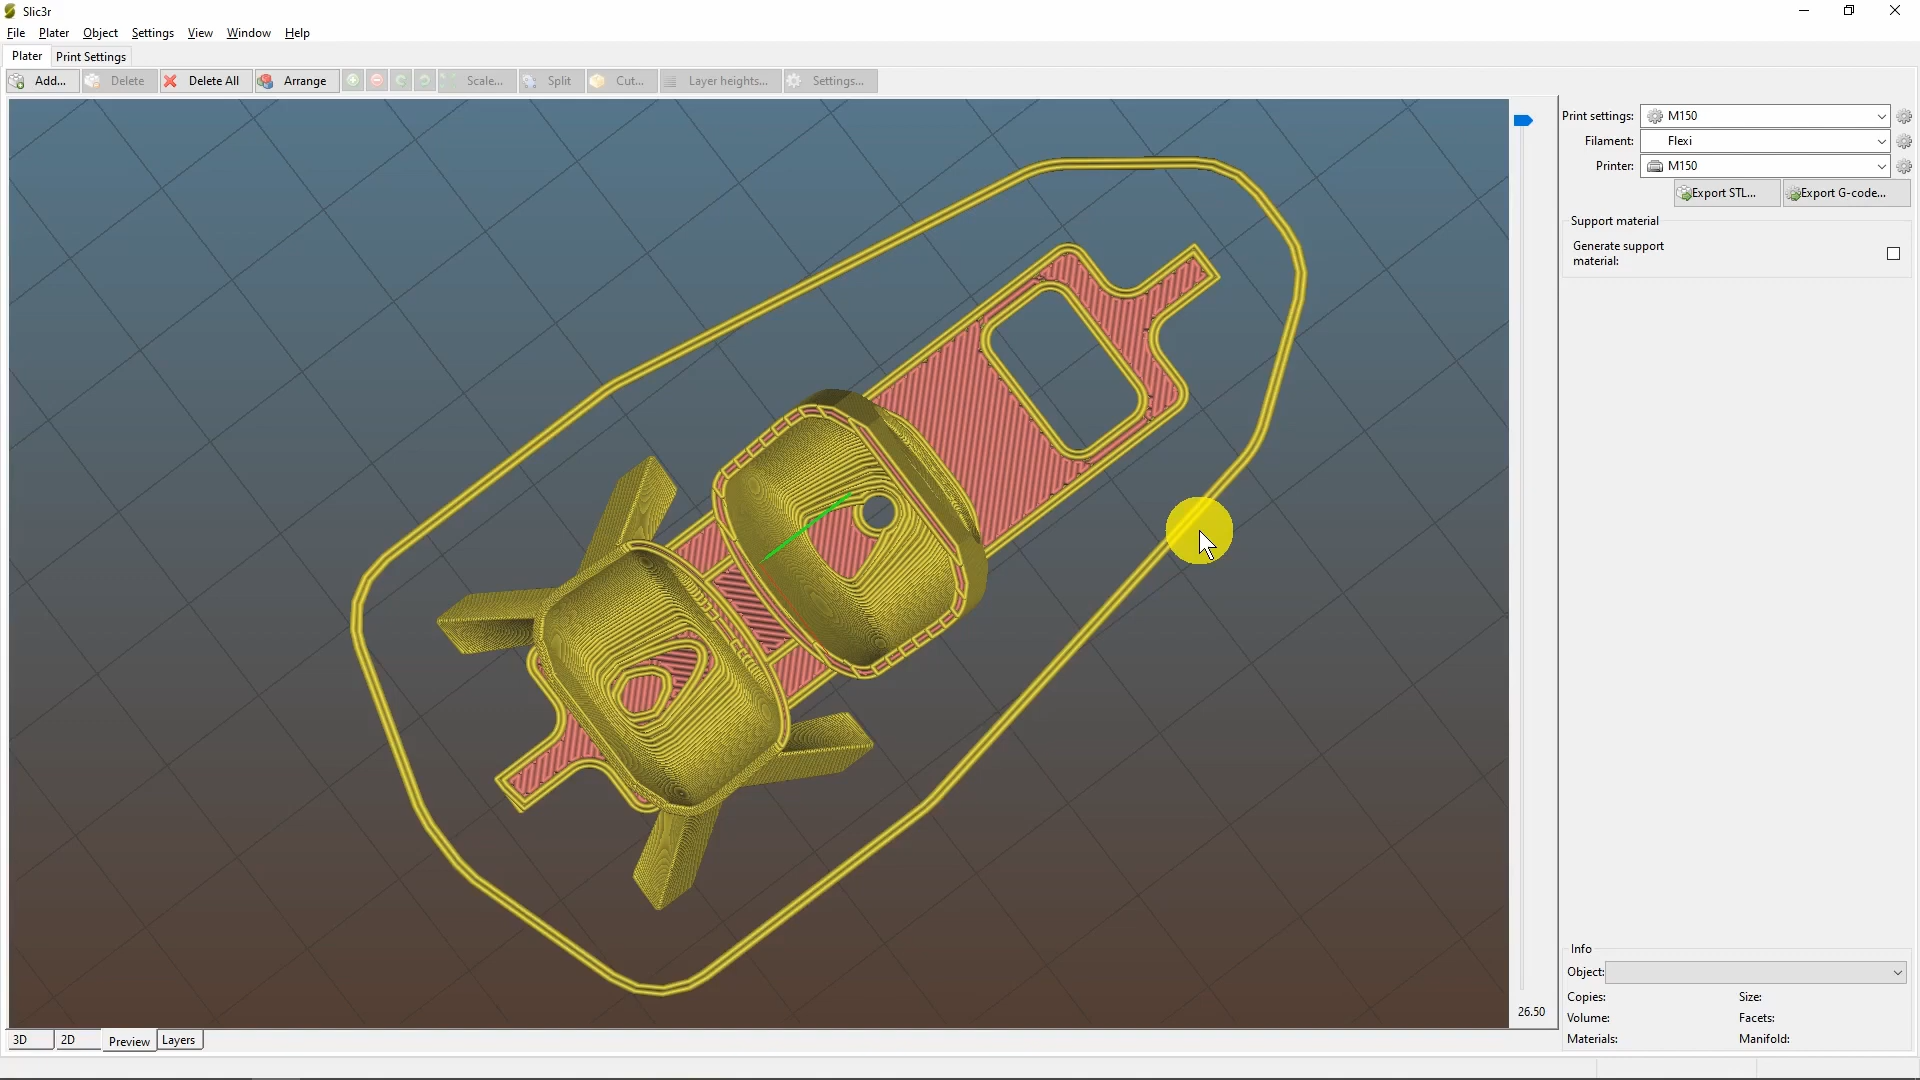 Slic3r
File Plater Object Settings View Window Help
Plater Print Settings
Add... Delete Delete All Arrange Scale... Split Cut... Layer heights... Settings...
Print settings: M150
Filament: Flexi
Printer: M150
Export STL... Export G-code...
Support material
Generate support
material:
Info
Object:
Copies: Size:
Volume: Facets:
Materials: Manifold:
26.50
3D 2D Preview Layers